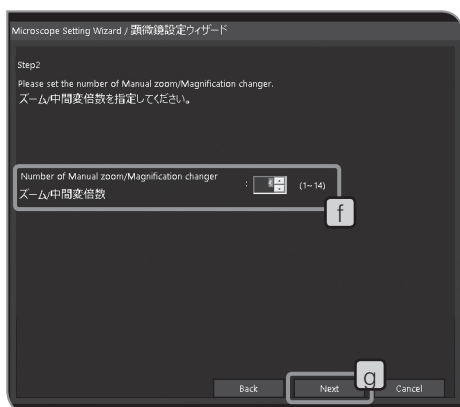 Microscope Setting Wizard / 顕微鏡設定ウィザード
Step2
Please set the number of Manual zoom/Magnification changer.
ズーム/中間変倍数を指定してください。
Number of Manual zoom/Magnification changer
ズーム/中間変倍数
: (1~14)
f
Back Next g Cancel